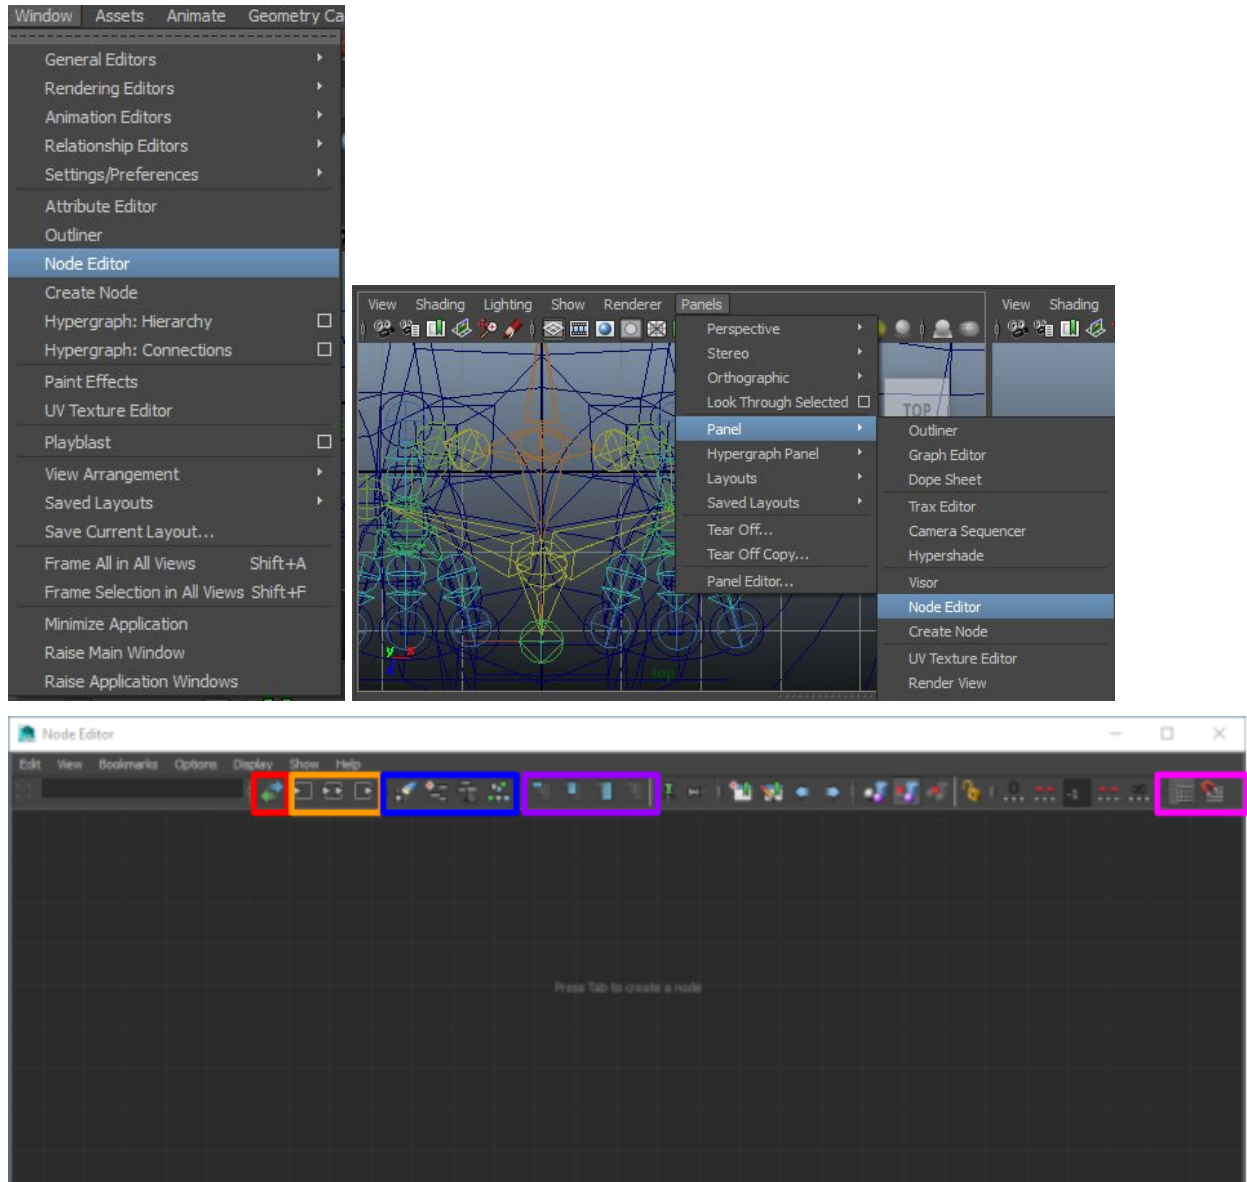 Window Assets Animate Geometry Ca
General Editors
Rendering Editors
Animation Editors
Relationship Editors
Settings/Preferences
Attribute Editor
Outliner
Node Editor
Create Node
Hypergraph: Hierarchy
Hypergraph: Connections
Paint Effects
UV Texture Editor
Playblast
View Arrangement
Saved Layouts
Save Current Layout...
Frame All in All Views Shift+A
Frame Selection in All Views Shift+F
Minimize Application
Raise Main Window
Raise Application Windows
View Shading Lighting Show Renderer Panels
View Shading
Perspective
Stereo
Orthographic
Look Through Selected
Panel
Hypergraph Panel
Layouts
Saved Layouts
Tear Off...
Tear Off Copy...
Panel Editor...
TOP
Outliner
Graph Editor
Dope Sheet
Trax Editor
Camera Sequencer
Hypershade
Visor
Node Editor
Create Node
UV Texture Editor
Render View
y x
top
Node Editor
Edit View Bookmarks Options Display Show Help
-1
Press Tab to create a node